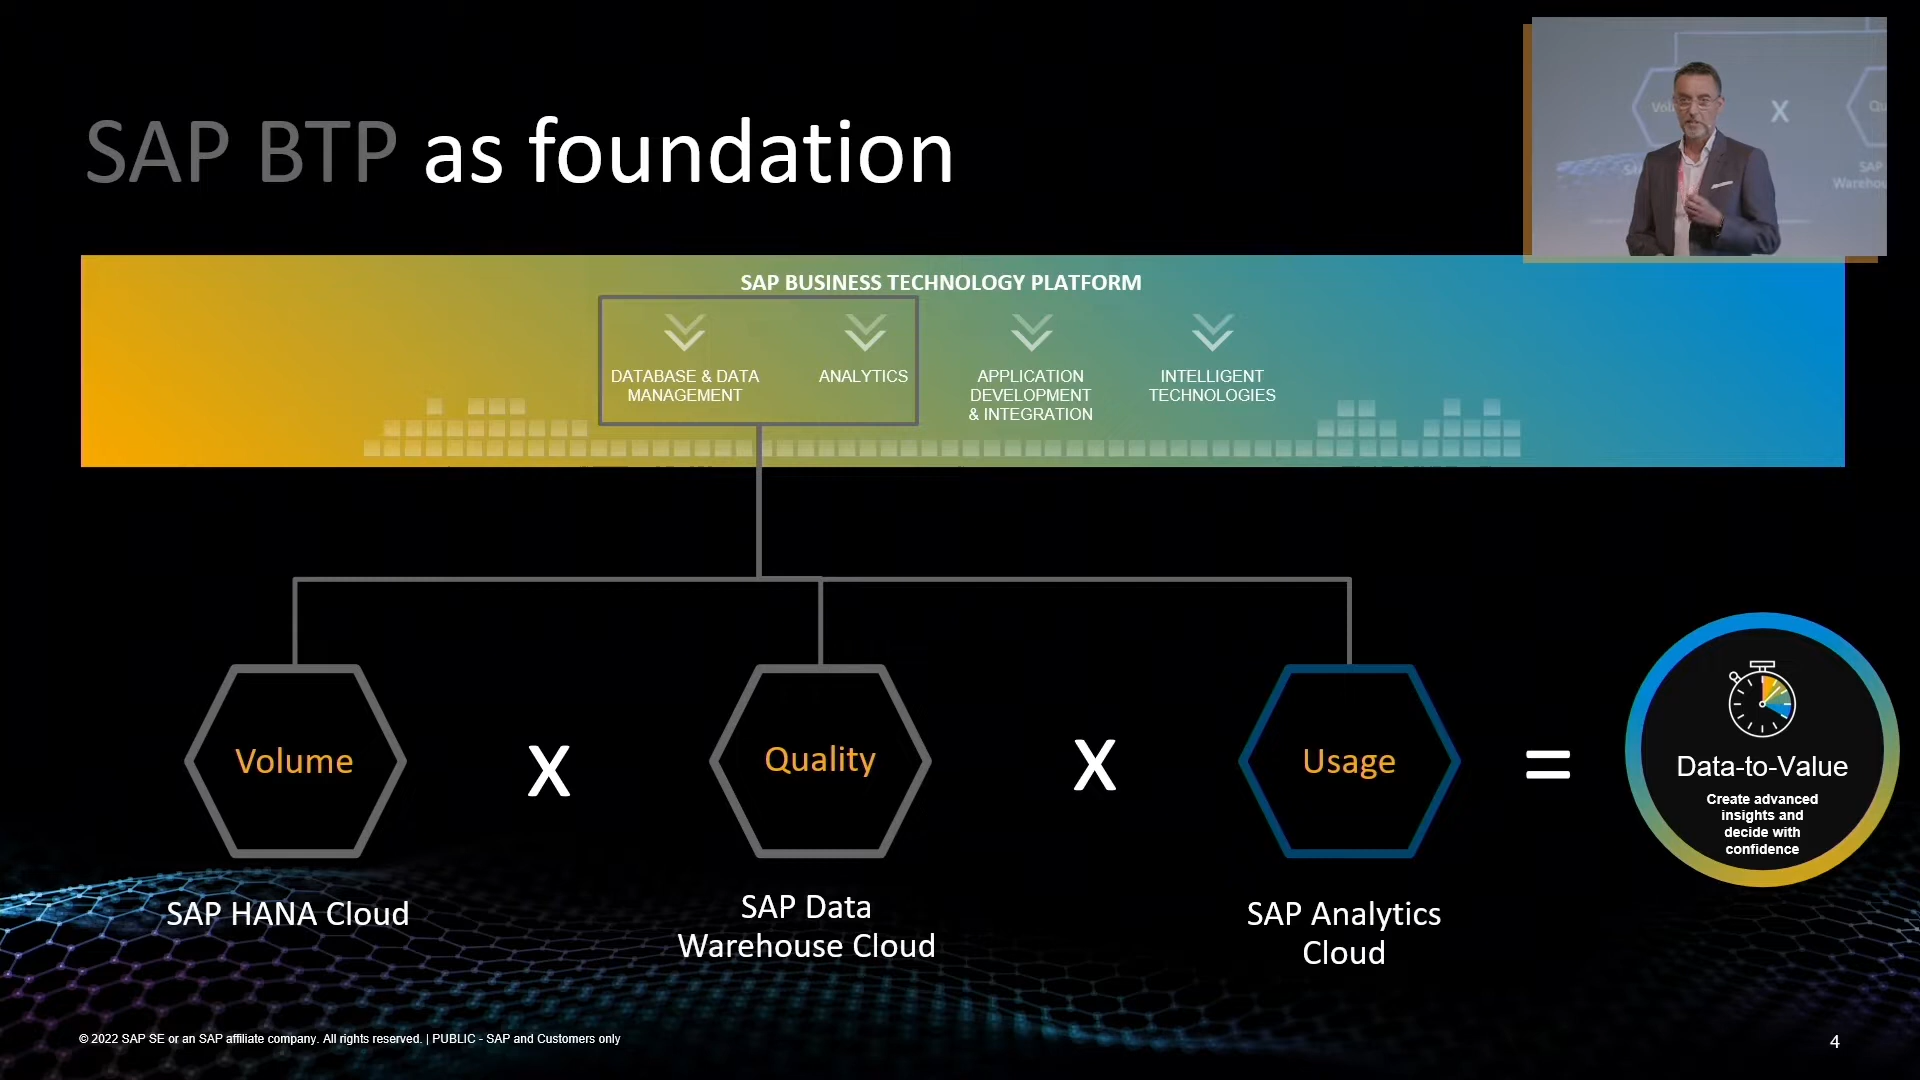 SAP BTP as foundation
SAP BUSINESS TECHNOLOGY PLATFORM
DATABASE & DATA
MANAGEMENT
ANALYTICS
APPLICATION
DEVELOPMENT
& INTEGRATION
INTELLIGENT
TECHNOLOGIES
Volume
X
Quality
X
Usage
=
Data-to-Value
Create advanced
insights and
decide with
confidence
SAP HANA Cloud
SAP Data
Warehouse Cloud
SAP Analytics
Cloud
© 2022 SAP SE or an SAP affiliate company. All rights reserved. | PUBLIC - SAP and Customers only
4
X
SAP